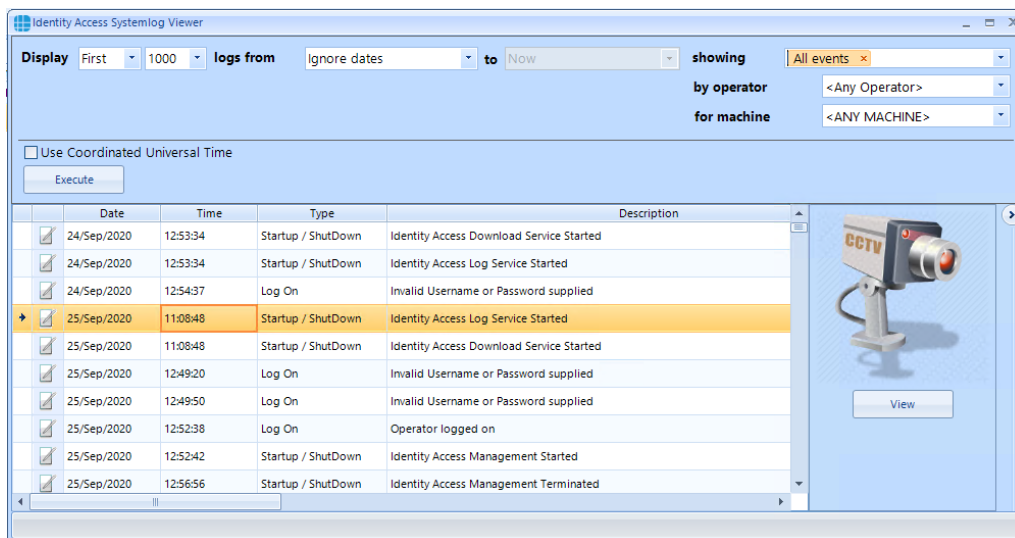 Identity Access Systemlog Viewer
Display First 1000 logs from Ignore dates to Now showing All events ×
by operator <Any Operator>
for machine <ANY MACHINE>
Use Coordinated Universal Time
Execute
Date Time Type Description
24/Sep/2020 12:53:34 Startup / ShutDown Identity Access Download Service Started
24/Sep/2020 12:53:34 Startup / ShutDown Identity Access Log Service Started
24/Sep/2020 12:54:37 Log On Invalid Username or Password supplied
25/Sep/2020 11:08:48 Startup / ShutDown Identity Access Log Service Started
25/Sep/2020 11:08:48 Startup / ShutDown Identity Access Download Service Started
25/Sep/2020 12:49:20 Log On Invalid Username or Password supplied
25/Sep/2020 12:49:50 Log On Invalid Username or Password supplied
25/Sep/2020 12:52:38 Log On Operator logged on
25/Sep/2020 12:52:42 Startup / ShutDown Identity Access Management Started
25/Sep/2020 12:56:56 Startup / ShutDown Identity Access Management Terminated
CCTV
View